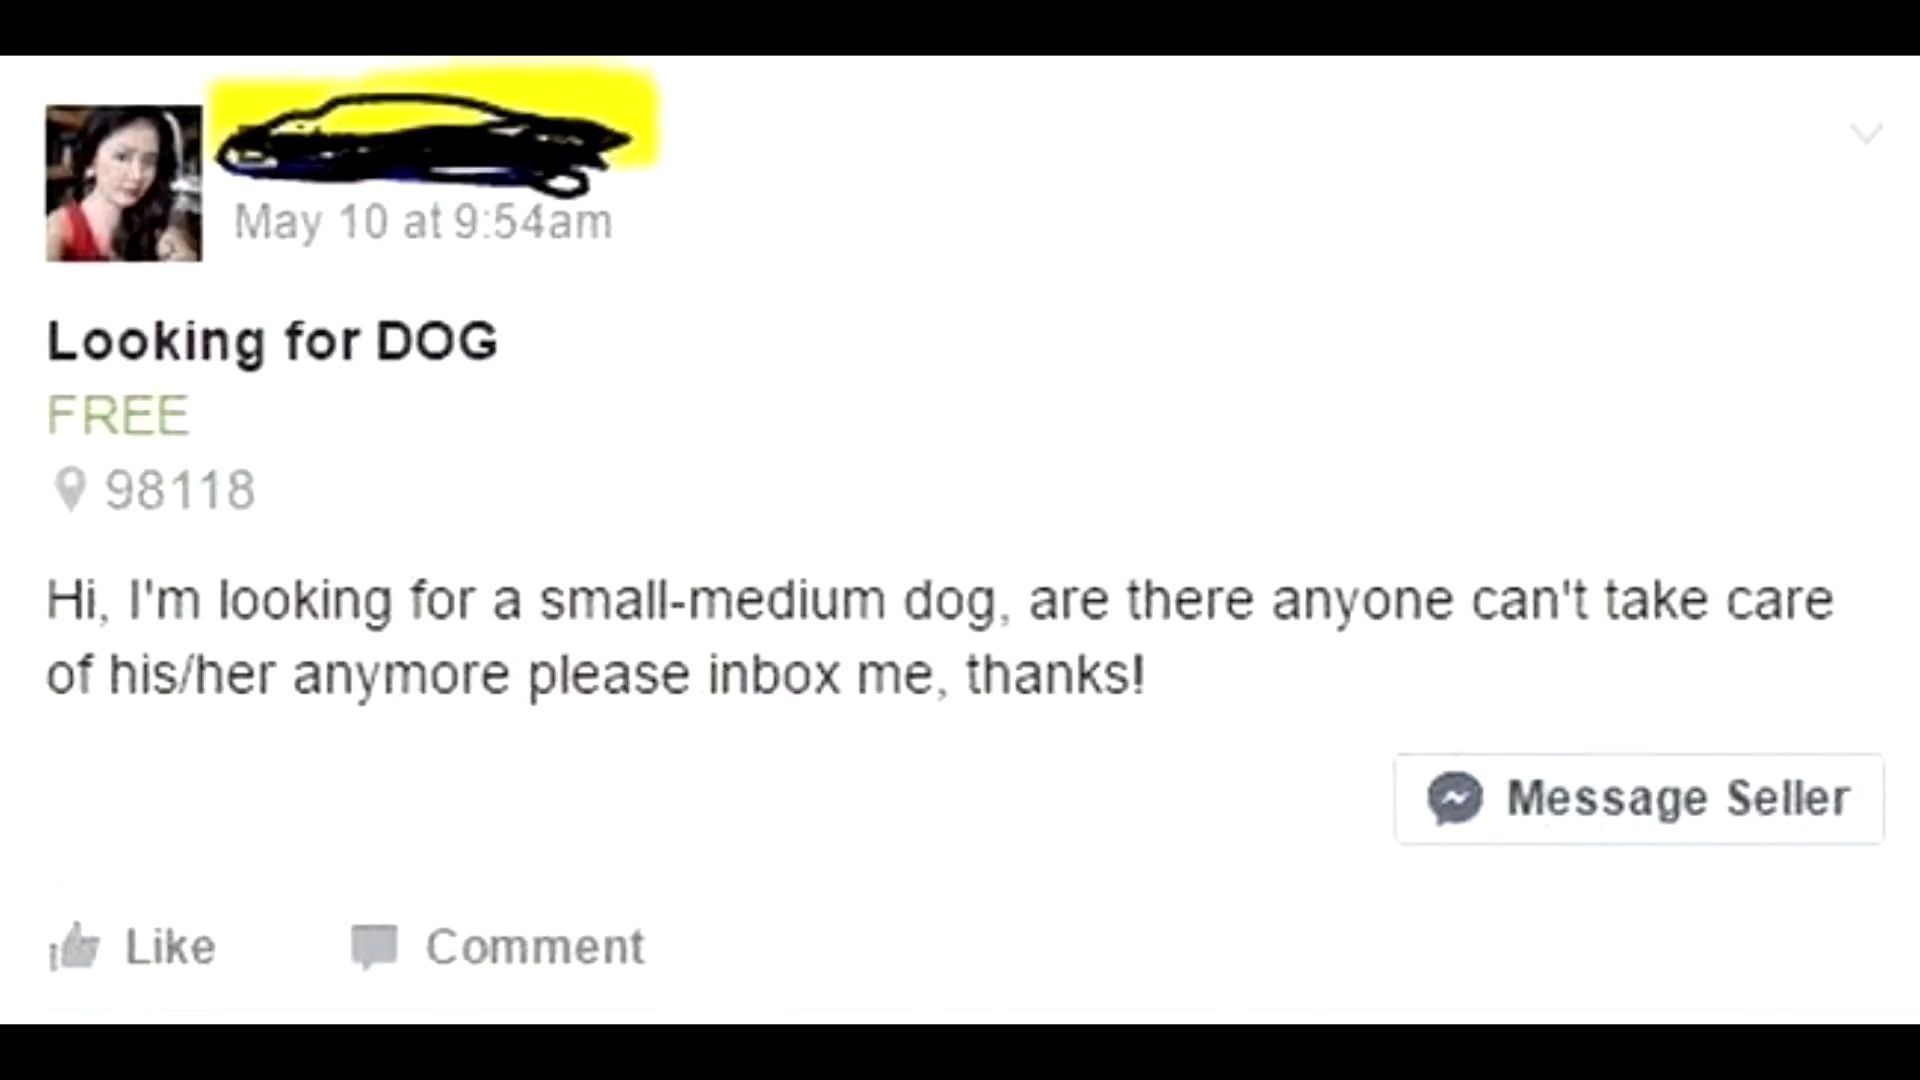 May 10 at 9:54am
Looking for DOG
FREE
98118
Hi, I'm looking for a small-medium dog, are there anyone can't take care
of his/her anymore please inbox me, thanks!
Message Seller
Like Comment